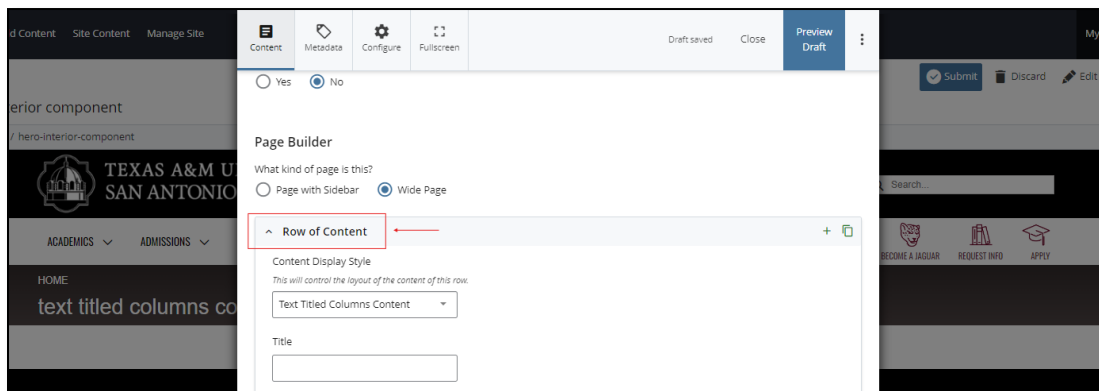 d Content Site Content Manage Site
Content Metadata Configure Fullscreen
Draft saved Close Preview Draft
My
Yes No
Submit Discard Edit
erior component
/ hero-interior-component
Page Builder
What kind of page is this?
Page with Sidebar Wide Page
TEXAS A&M U
SAN ANTONIO
Search...
Row of Content
ACADEMICS ADMISSIONS
BECOME A JAGUAR REQUEST INFO APPLY
Content Display Style
This will control the layout of the content of this row.
Text Titled Columns Content
HOME
text titled columns co
Title